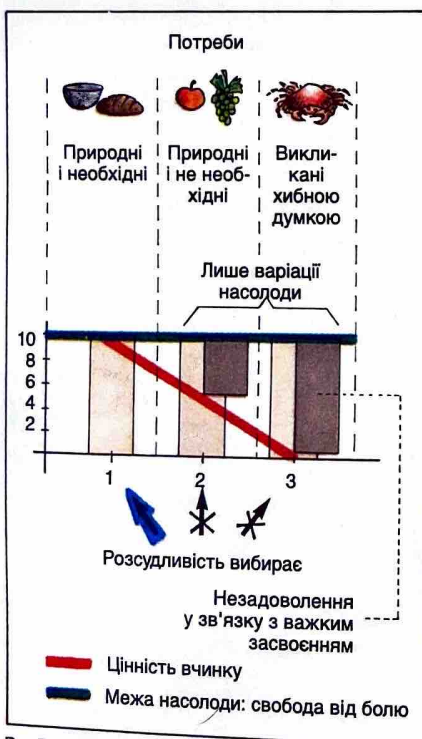 Потреби
Природні
і необхідні
Природні
і не необ-
хідні
Викли-
кані
хибною
думкою
Лише варіації
насолоди
10
8
6
4
2
1
2
3
Розсудливість вибирає
Незадоволення
у зв'язку з важким
засвоєнням
Цінність вчинку
Межа насолоди: свобода від болю